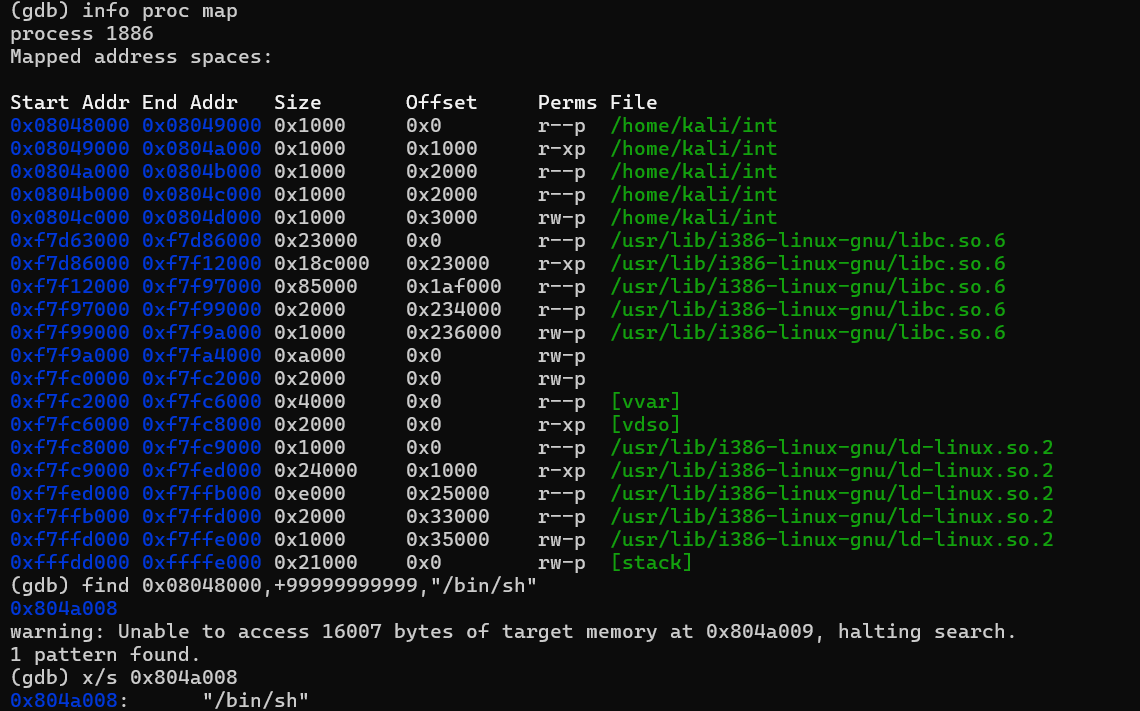 (gdb) info proc map
process 1886
Mapped address spaces:
Start Addr End Addr Size Offset Perms File
0x08048000 0x08049000 0x1000 0x0 r--p /home/kali/int
0x08049000 0x0804a000 0x1000 0x1000 r-xp /home/kali/int
0x0804a000 0x0804b000 0x1000 0x2000 r--p /home/kali/int
0x0804b000 0x0804c000 0x1000 0x2000 r--p /home/kali/int
0x0804c000 0x0804d000 0x1000 0x3000 rw-p /home/kali/int
0xf7d63000 0xf7d86000 0x23000 0x0 r--p /usr/lib/i386-linux-gnu/libc.so.6
0xf7d86000 0xf7f12000 0x18c000 0x23000 r-xp /usr/lib/i386-linux-gnu/libc.so.6
0xf7f12000 0xf7f97000 0x85000 0x1af000 r--p /usr/lib/i386-linux-gnu/libc.so.6
0xf7f97000 0xf7f99000 0x2000 0x234000 r--p /usr/lib/i386-linux-gnu/libc.so.6
0xf7f99000 0xf7f9a000 0x1000 0x236000 rw-p /usr/lib/i386-linux-gnu/libc.so.6
0xf7f9a000 0xf7fa4000 0xa000 0x0 rw-p
0xf7fc0000 0xf7fc2000 0x2000 0x0 rw-p
0xf7fc2000 0xf7fc6000 0x4000 0x0 r--p [vvar]
0xf7fc6000 0xf7fc8000 0x2000 0x0 r-xp [vdso]
0xf7fc8000 0xf7fc9000 0x1000 0x0 r--p /usr/lib/i386-linux-gnu/ld-linux.so.2
0xf7fc9000 0xf7fed000 0x24000 0x1000 r-xp /usr/lib/i386-linux-gnu/ld-linux.so.2
0xf7fed000 0xf7ffb000 0xe000 0x25000 r--p /usr/lib/i386-linux-gnu/ld-linux.so.2
0xf7ffb000 0xf7ffd000 0x2000 0x33000 r--p /usr/lib/i386-linux-gnu/ld-linux.so.2
0xf7ffd000 0xf7ffe000 0x1000 0x35000 rw-p /usr/lib/i386-linux-gnu/ld-linux.so.2
0xfffdd000 0xffffe000 0x21000 0x0 rw-p [stack]
(gdb) find 0x08048000,+99999999999,"/bin/sh"
0x804a008
warning: Unable to access 16007 bytes of target memory at 0x804a009, halting search.
1 pattern found.
(gdb) x/s 0x804a008
0x804a008: "/bin/sh"